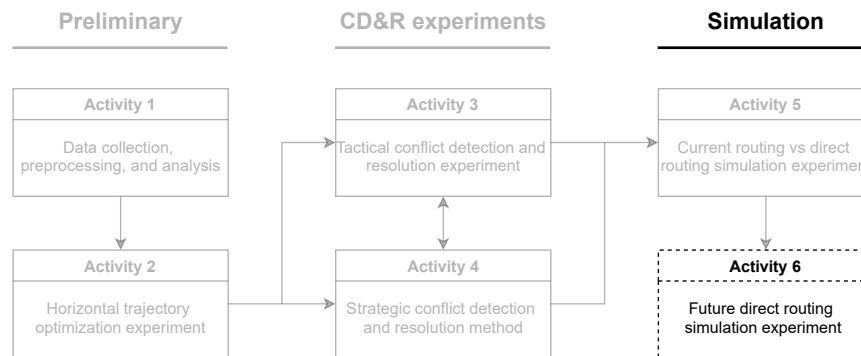 Preliminary
CD&R experiments
Simulation
Activity 1
Data collection,
preprocessing, and analysis
Activity 3
Tactical conflict detection and
resolution experiment
Activity 5
Current routing vs direct
routing simulation experiment
Activity 2
Horizontal trajectory
optimization experiment
Activity 4
Strategic conflict detection
and resolution method
Activity 6
Future direct routing
simulation experiment